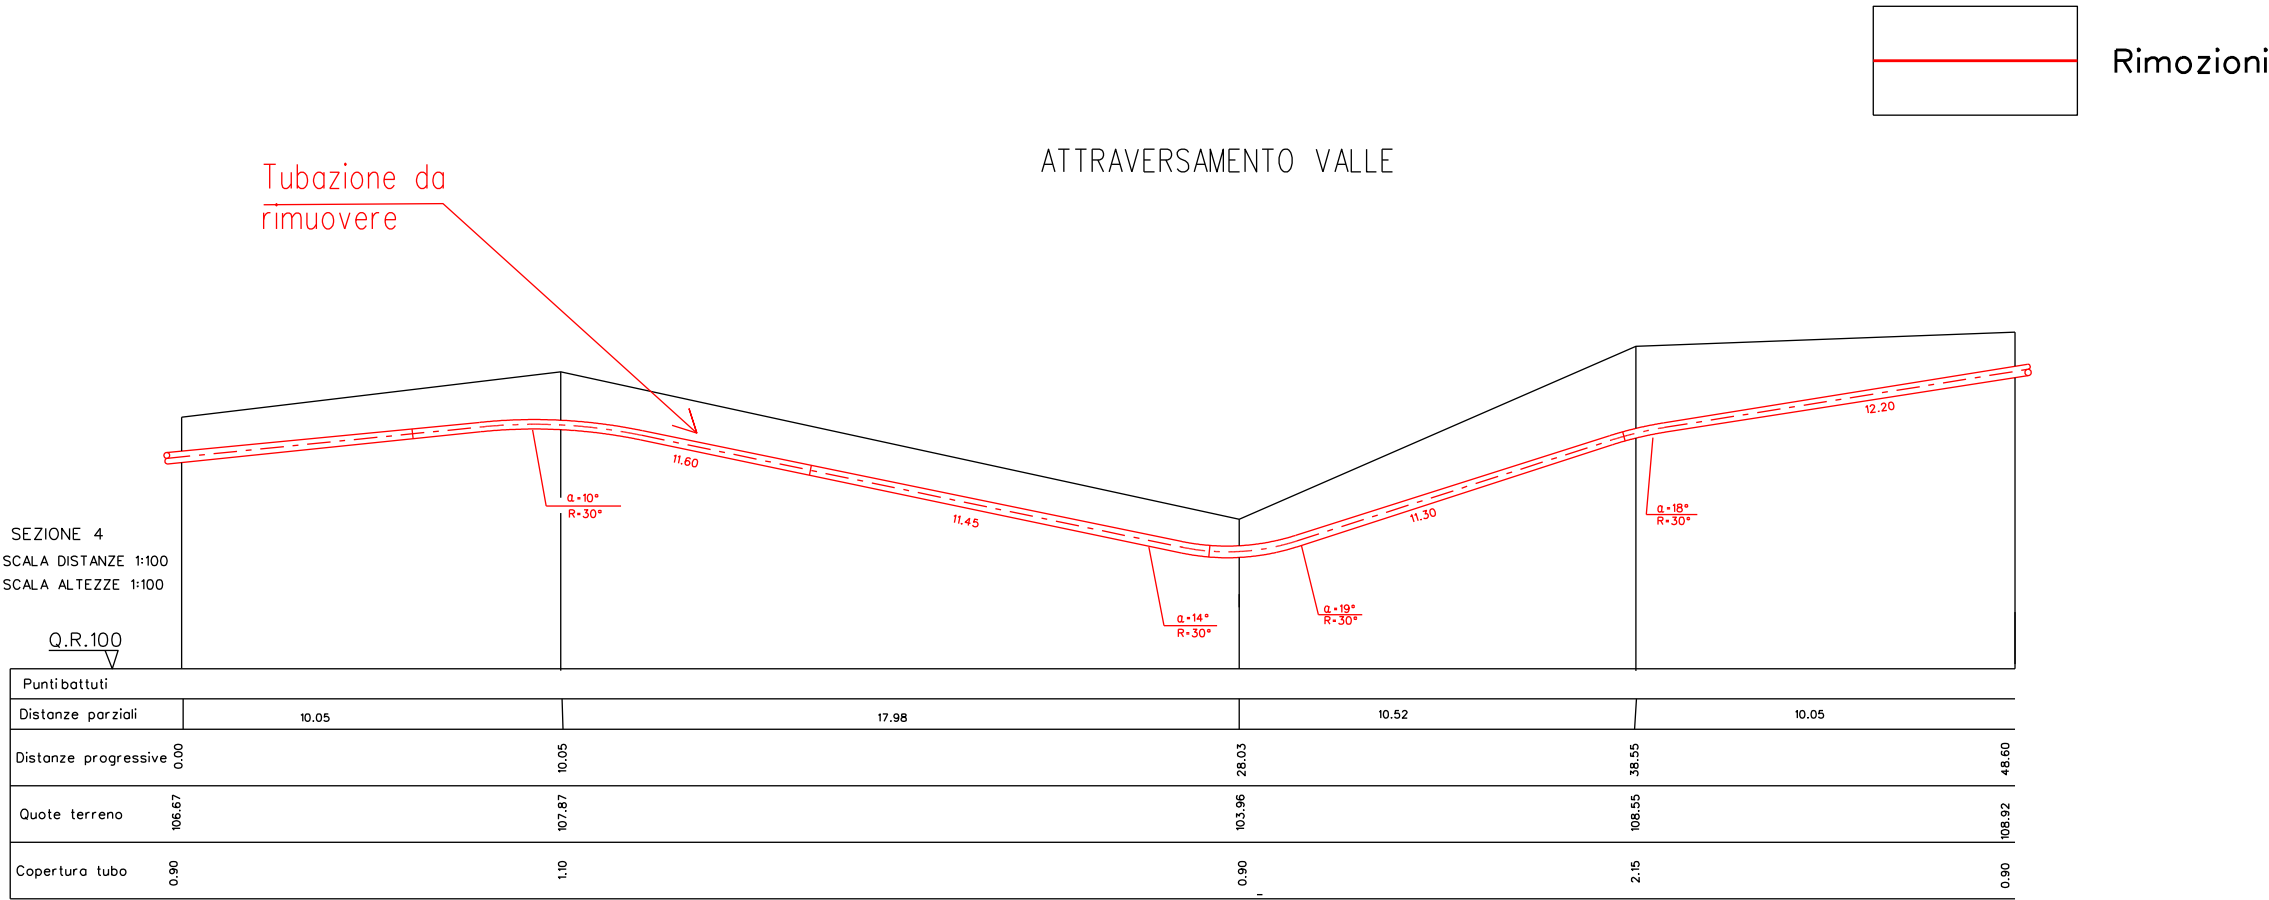 Rimozioni
ATTRAVERSAMENTO VALLE
Tubazione da
rimuovere
12.20
11.60
11.45
11.30
α=10°
R=30°
α=18°
R=30°
α=14°
R=30°
α=19°
R=30°
SEZIONE 4
SCALA DISTANZE 1:100
SCALA ALTEZZE 1:100
Q.R.100
Punti battuti
Distanze parziali 10.05 17.98 10.52 10.05
Distanze progressive 0.00 10.05 28.03 38.55 48.60
Quote terreno 106.67 107.87 103.96 108.55 108.92
Copertura tubo 0.90 1.10 0.90 2.15 0.90